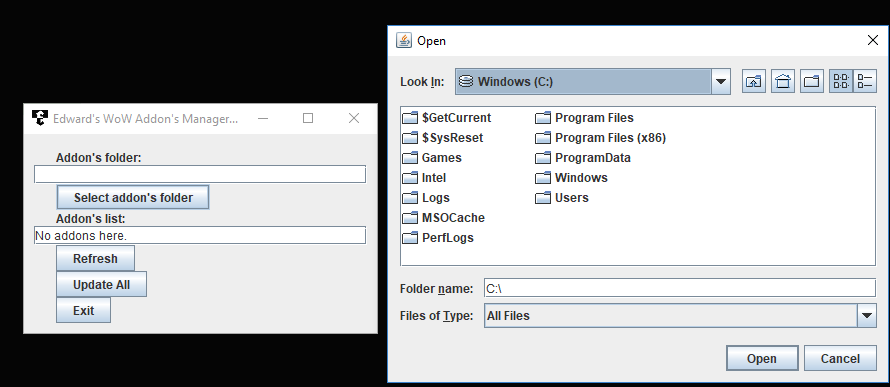 Edward's WoW Addon's Manager...
Addon's folder:
Select addon's folder
Addon's list:
No addons here.
Refresh
Update All
Exit
Open
Look In:
Windows (C:)
$GetCurrent
$SysReset
Games
Intel
Logs
MSOCache
PerfLogs
Program Files
Program Files (x86)
ProgramData
Windows
Users
Folder name:
C:\
Files of Type:
All Files
Open
Cancel